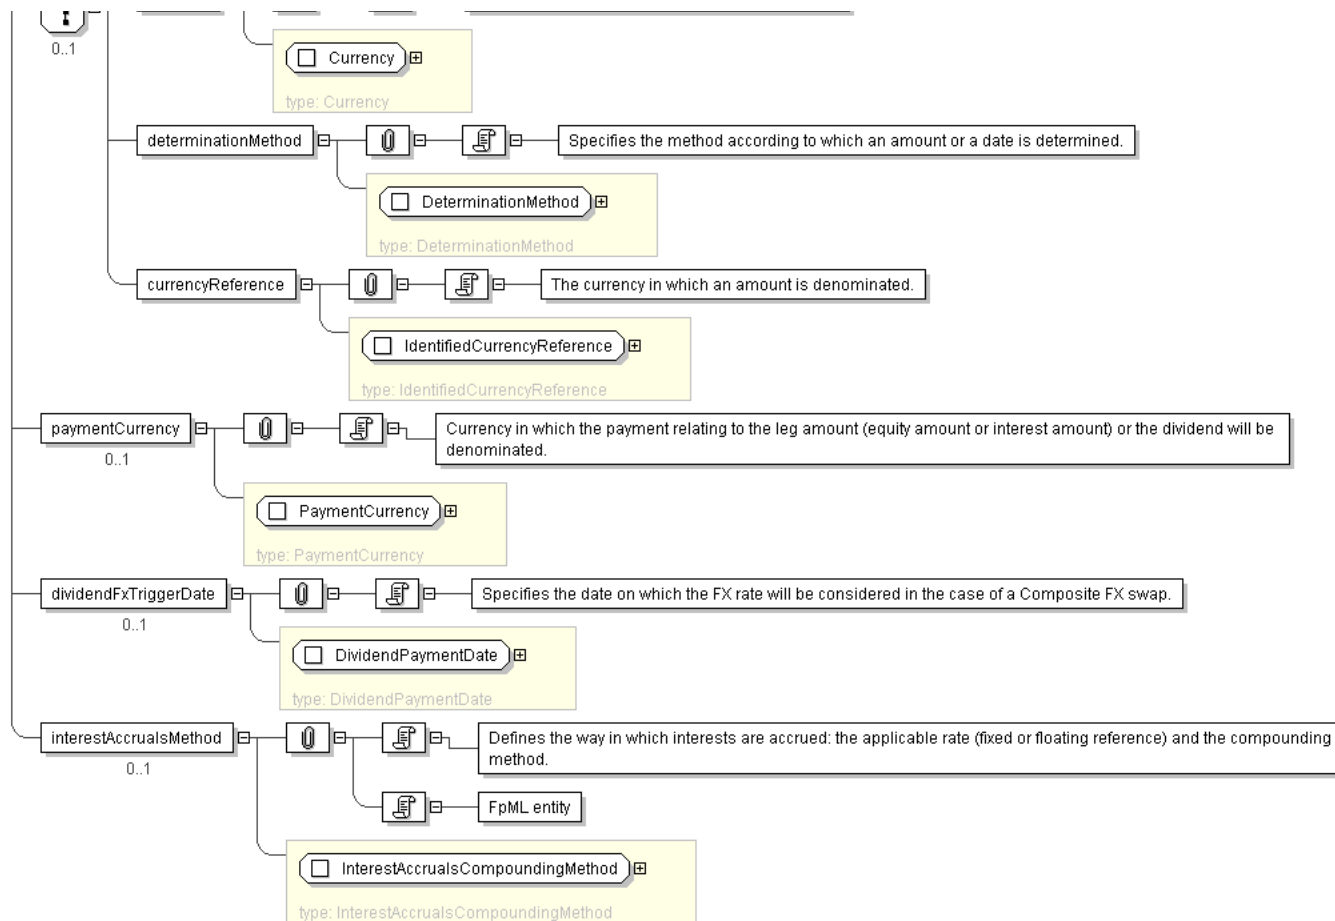 0..1
Currency
type: Currency
determinationMethod
Specifies the method according to which an amount or a date is determined.
DeterminationMethod
type: DeterminationMethod
currencyReference
The currency in which an amount is denominated.
IdentifiedCurrencyReference
type: IdentifiedCurrencyReference
paymentCurrency
0..1
Currency in which the payment relating to the leg amount (equity amount or interest amount) or the dividend will be
denominated.
PaymentCurrency
type: PaymentCurrency
dividendFxTriggerDate
0..1
Specifies the date on which the FX rate will be considered in the case of a Composite FX swap.
DividendPaymentDate
type: DividendPaymentDate
interestAccrualsMethod
0..1
Defines the way in which interests are accrued: the applicable rate (fixed or floating reference) and the compounding
method.
FpML entity
InterestAccrualsCompoundingMethod
type: InterestAccrualsCompoundingMethod